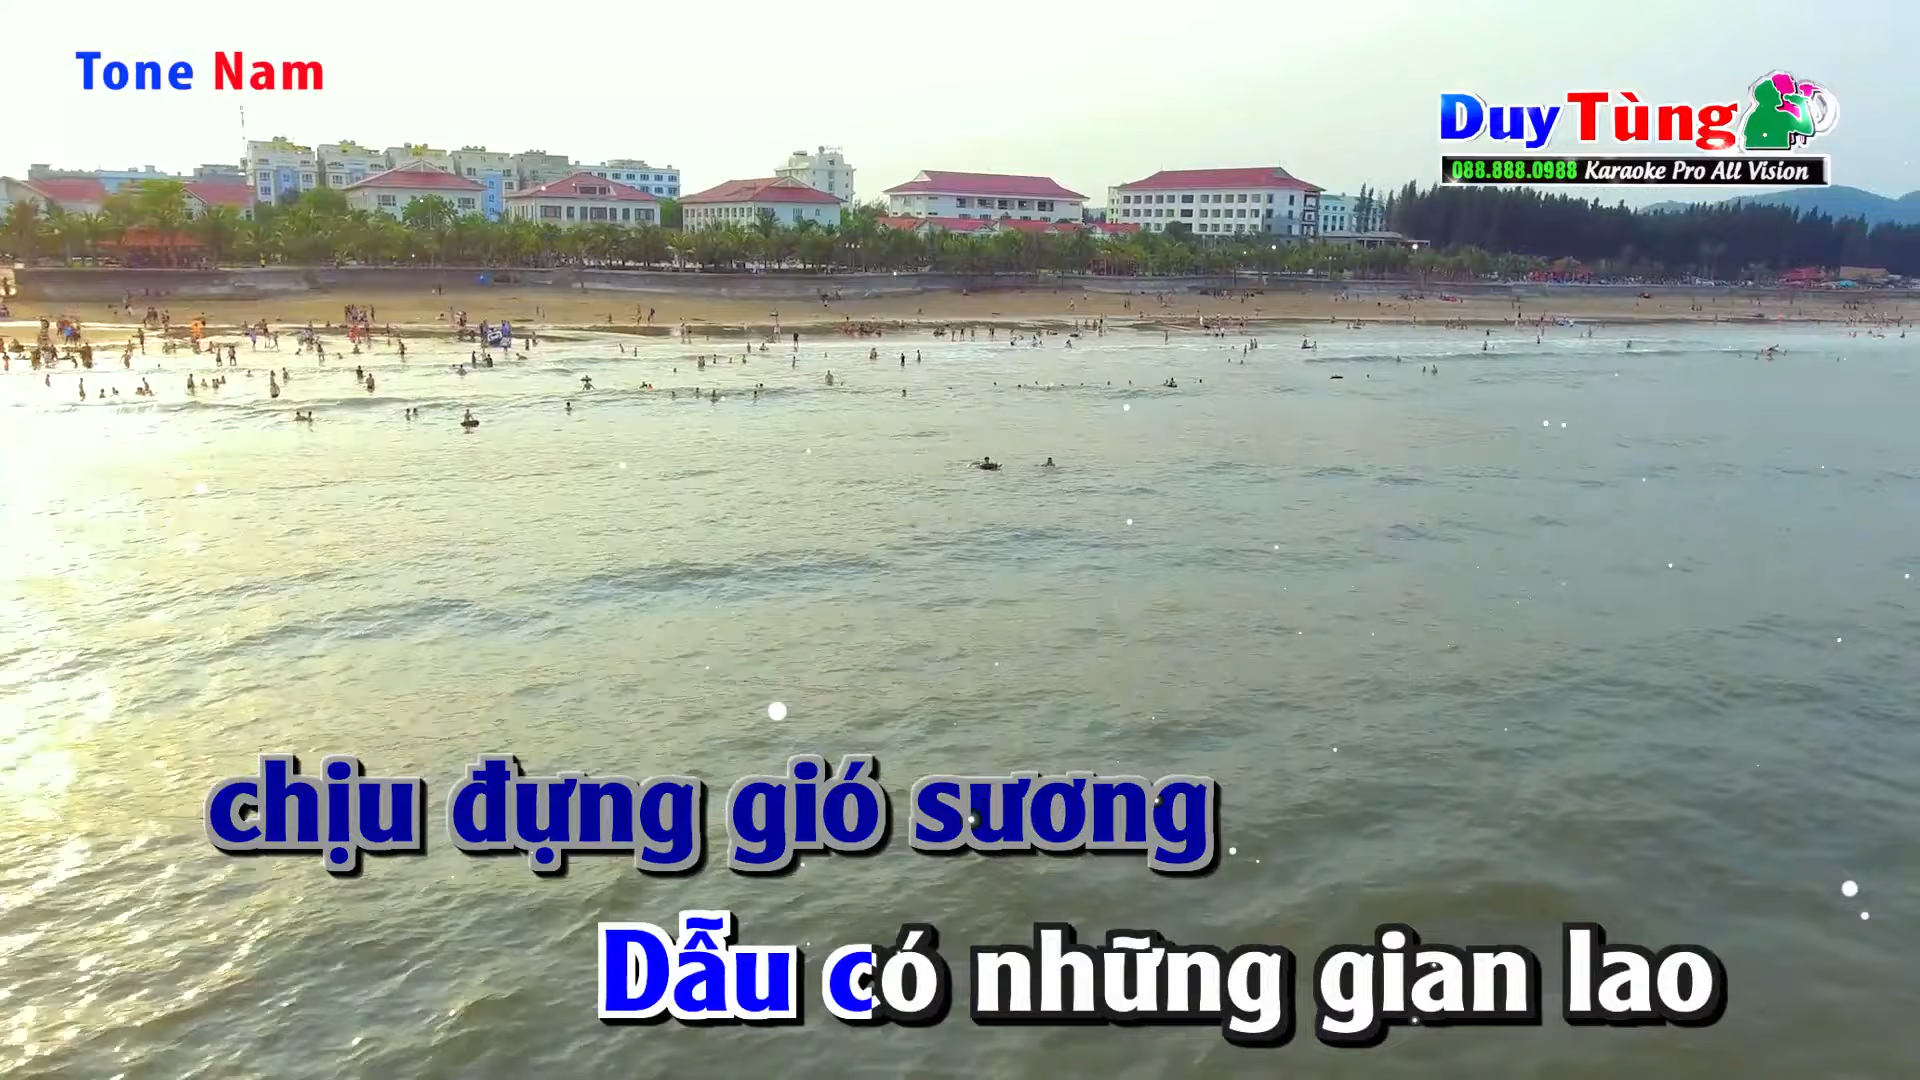 Tone Nam
Duy Tùng
088.888.0988 Karaoke Pro All Vision
chịu đựng gió sương
Dẫu có những gian lao